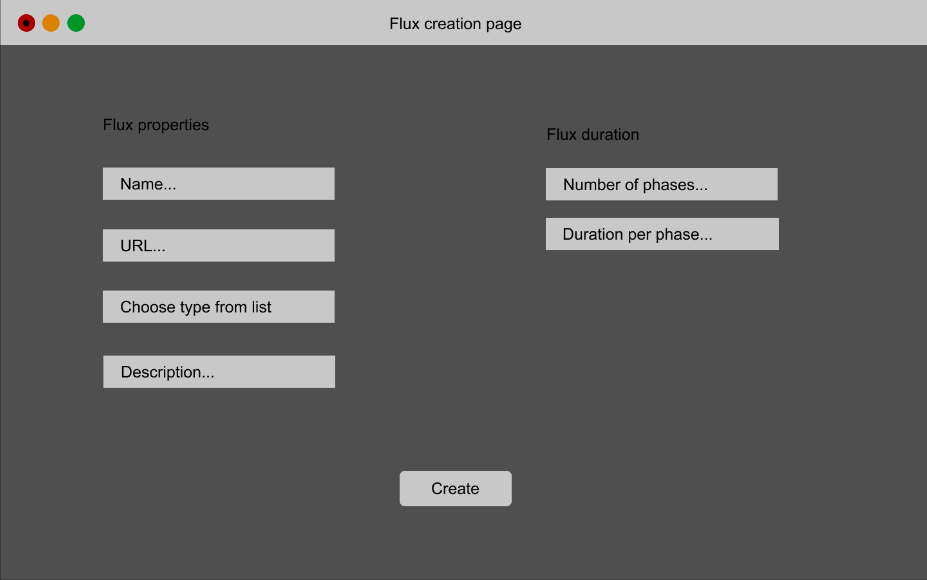 Flux creation page
Flux properties
Name...
URL...
Choose type from list
Description...
Flux duration
Number of phases...
Duration per phase...
Create